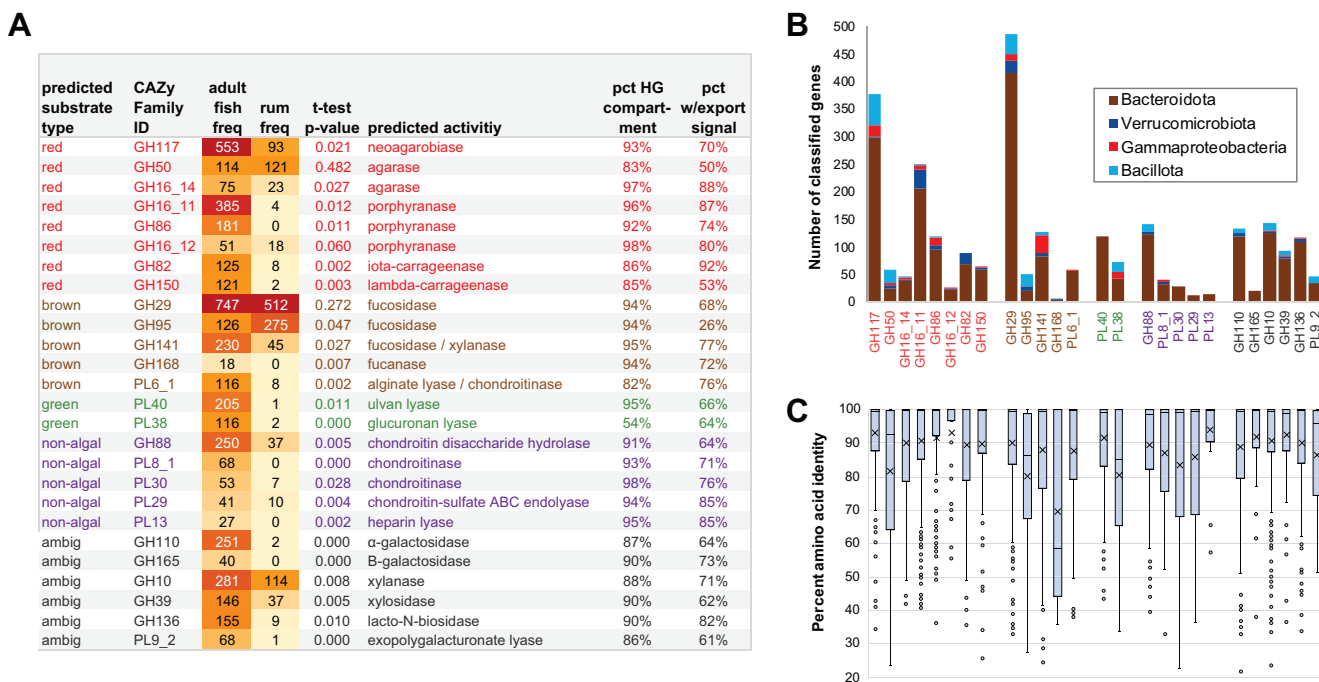 A
predicted substrate type CAZy Family ID adult fish freq rum freq t-test p-value predicted activitiy pct HG compart-ment pct w/export signal
red GH117 553 93 0.021 neoagarobiase 93% 70%
red GH50 114 121 0.482 agarase 83% 50%
red GH16_14 75 23 0.027 agarase 97% 88%
red GH16_11 385 4 0.012 porphyranase 96% 87%
red GH86 181 0 0.011 porphyranase 92% 74%
red GH16_12 51 18 0.060 porphyranase 98% 80%
red GH82 125 8 0.002 iota-carrageenase 86% 92%
red GH150 121 2 0.003 lambda-carrageenase 85% 53%
brown GH29 747 512 0.272 fucosidase 94% 68%
brown GH95 126 275 0.047 fucosidase 94% 26%
brown GH141 230 45 0.027 fucosidase / xylanase 95% 77%
brown GH168 18 0 0.007 fucanase 94% 72%
brown PL6_1 116 8 0.002 alginate lyase / chondroitinase 82% 76%
green PL40 205 1 0.011 ulvan lyase 95% 66%
green PL38 116 2 0.000 glucuronan lyase 54% 64%
non-algal GH88 250 37 0.005 chondroitin disaccharide hydrolase 91% 64%
non-algal PL8_1 68 0 0.000 chondroitinase 93% 71%
non-algal PL30 53 7 0.028 chondroitinase 98% 76%
non-algal PL29 41 10 0.004 chondroitin-sulfate ABC endolyase 94% 85%
non-algal PL13 27 0 0.002 heparin lyase 95% 85%
ambig GH110 251 2 0.000 α-galactosidase 87% 64%
ambig GH165 40 0 0.000 B-galactosidase 90% 73%
ambig GH10 281 114 0.008 xylanase 88% 71%
ambig GH39 146 37 0.005 xylosidase 90% 62%
ambig GH136 155 9 0.010 lacto-N-biosidase 90% 82%
ambig PL9_2 68 1 0.000 exopolygalacturonate lyase 86% 61%
B
Number of classified genes
500
450
400
350
300
250
200
150
100
50
0
Bacteroidota
Verrucomicrobiota
Gammaproteobacteria
Bacillota
GH117 GH50 GH16_14 GH16_11 GH86 GH16_12 GH82 GH150 GH29 GH95 GH141 GH168 PL6_1 PL40 PL38 GH88 PL8_1 PL30 PL29 PL13 GH110 GH165 GH10 GH39 GH136 PL9_2
C
Percent amino acid identity
100
90
80
70
60
50
40
30
20